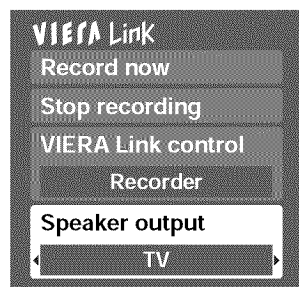 VIERA Link
Record now
Stop recording
VIERA Link control
Recorder
Speaker output
TV